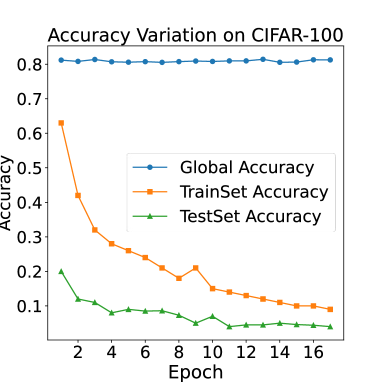 Accuracy Variation on CIFAR-100
0.8
0.7
0.6
0.5
0.4
0.3
0.2
0.1
Accuracy
Global Accuracy
TrainSet Accuracy
TestSet Accuracy
2 4 6 8 10 12 14 16
Epoch